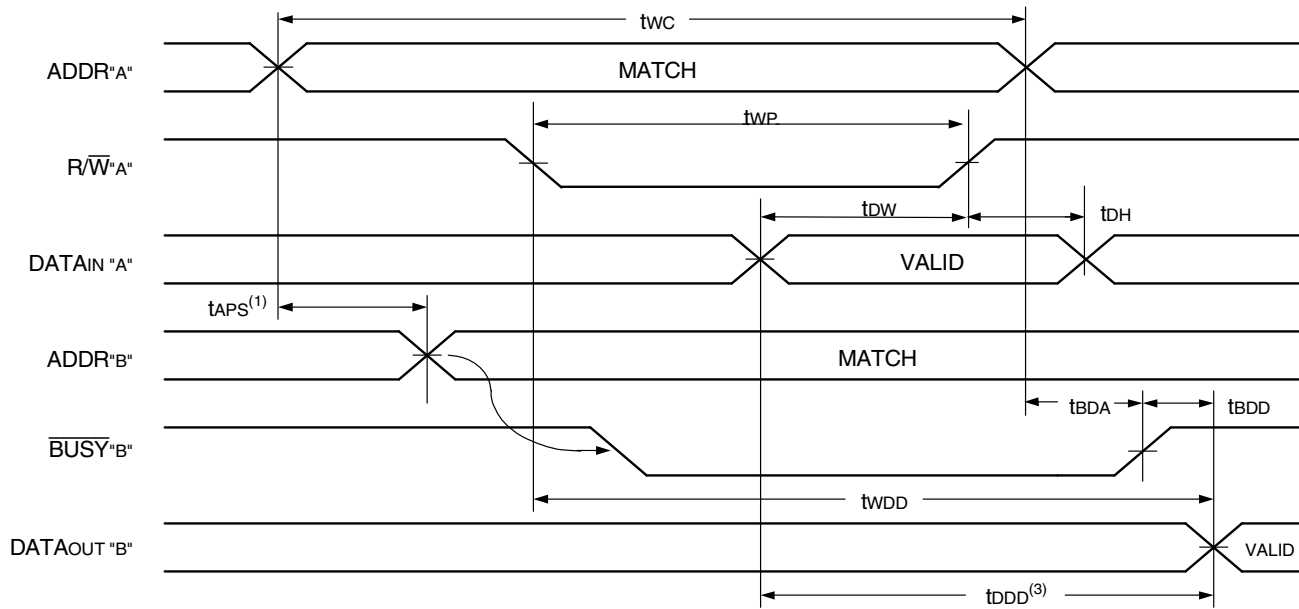 tWC
ADDR"A"
MATCH
tWP
R/W"A"
tDW
tDH
DATAIN "A"
VALID
tAPS(1)
ADDR"B"
MATCH
tBDA
tBDD
BUSY"B"
tWDD
DATAOUT "B"
VALID
tDDD(3)